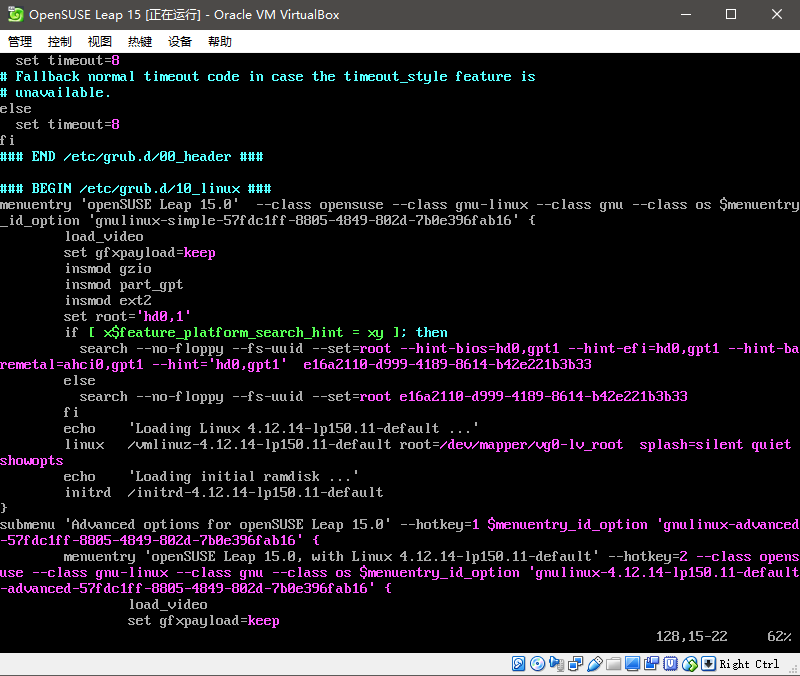 OpenSUSE Leap 15 [正在运行] - Oracle VM VirtualBox
管理 控制 视图 热键 设备 帮助
  set timeout=8
# Fallback normal timeout code in case the timeout_style feature is
# unavailable.
else
  set timeout=8
fi
### END /etc/grub.d/00_header ###
### BEGIN /etc/grub.d/10_linux ###
menuentry 'openSUSE Leap 15.0'  --class opensuse --class gnu-linux --class gnu --class os $menuentry
_id_option 'gnulinux-simple-57fdc1ff-8805-4849-802d-7b0e396fab16' {
        load_video
        set gfxpayload=keep
        insmod gzio
        insmod part_gpt
        insmod ext2
        set root='hd0,1'
        if [ x$feature_platform_search_hint = xy ]; then
          search --no-floppy --fs-uuid --set=root --hint-bios=hd0,gpt1 --hint-efi=hd0,gpt1 --hint-ba
remetal=ahci0,gpt1 --hint='hd0,gpt1'  e16a2110-d999-4189-8614-b42e221b3b33
        else
          search --no-floppy --fs-uuid --set=root e16a2110-d999-4189-8614-b42e221b3b33
        fi
        echo    'Loading Linux 4.12.14-lp150.11-default ...'
        linux   /vmlinuz-4.12.14-lp150.11-default root=/dev/mapper/vg0-lv_root  splash=silent quiet
showopts
        echo    'Loading initial ramdisk ...'
        initrd  /initrd-4.12.14-lp150.11-default
}
submenu 'Advanced options for openSUSE Leap 15.0' --hotkey=1 $menuentry_id_option 'gnulinux-advanced
-57fdc1ff-8805-4849-802d-7b0e396fab16' {
        menuentry 'openSUSE Leap 15.0, with Linux 4.12.14-lp150.11-default' --hotkey=2 --class opens
use --class gnu-linux --class gnu --class os $menuentry_id_option 'gnulinux-4.12.14-lp150.11-default
-advanced-57fdc1ff-8805-4849-802d-7b0e396fab16' {
                load_video
                set gfxpayload=keep
128,15-22     62%
Right Ctrl